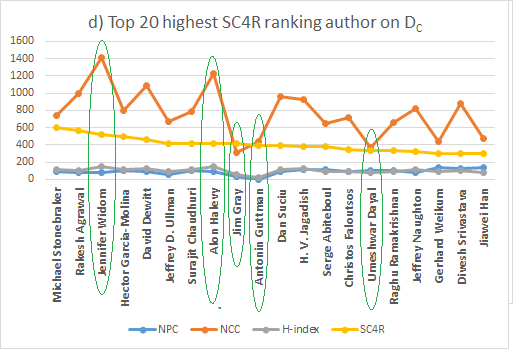 d) Top 20 highest SC4R ranking author on DC
1600
1400
1200
1000
800
600
400
200
0
Michael Stonebraker
Rakesh Agrawal
Jennifer Widom
Hector Garcia-Molina
David Dewitt
Jeffrey D. Ullman
Surajit Chaudhuri
Alon Halevy
Jim Gray
Antonin Guttman
Dan Suciu
H. V. Jagadish
Serge Abiteboul
Christos Faloutsos
Umeshwar Dayal
Raghu Ramakrishnan
Jeffrey Naughton
Gerhard Weikum
Divesh Srivastava
Jiawei Han
NPC NCC H-index SC4R